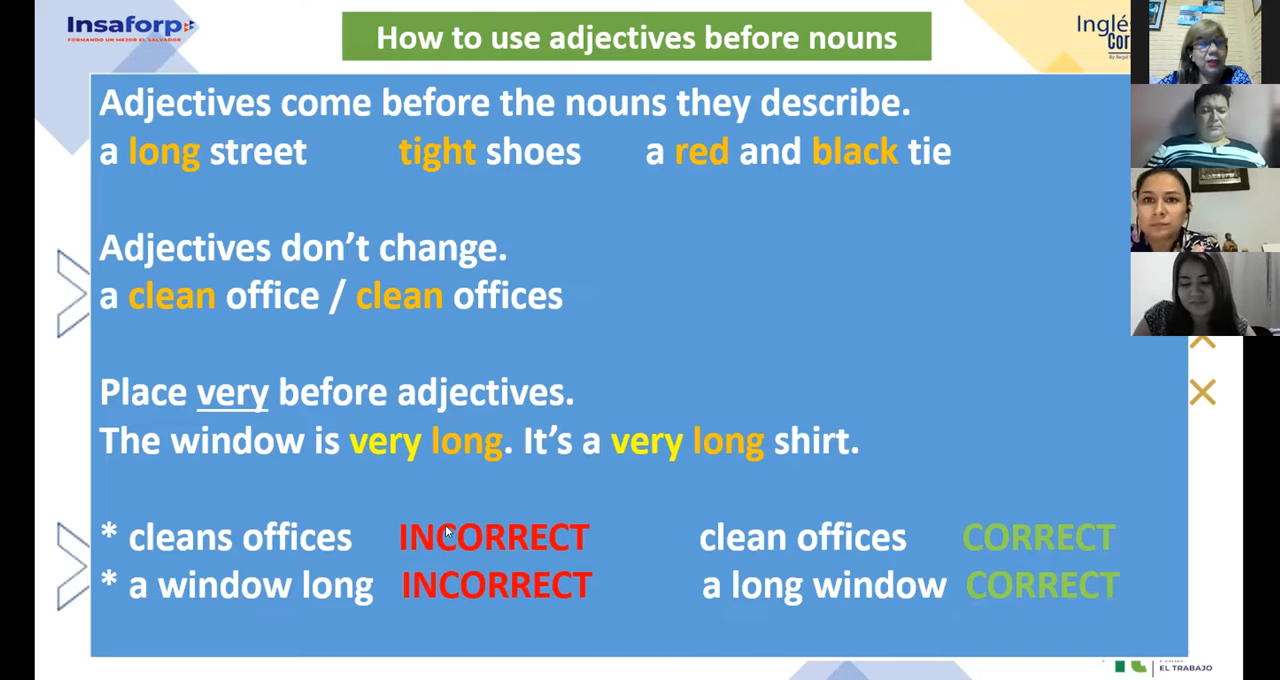 Insaforp
FORMANDO UN MEJOR EL SALVADOR
How to use adjectives before nouns
Inglés
Adjectives come before the nouns they describe.
a long street tight shoes a red and black tie
Adjectives don't change.
a clean office / clean offices
Place very before adjectives.
The window is very long. It's a very long shirt.
* cleans offices INCORRECT clean offices CORRECT
* a window long INCORRECT a long window CORRECT
EL TRABAJO